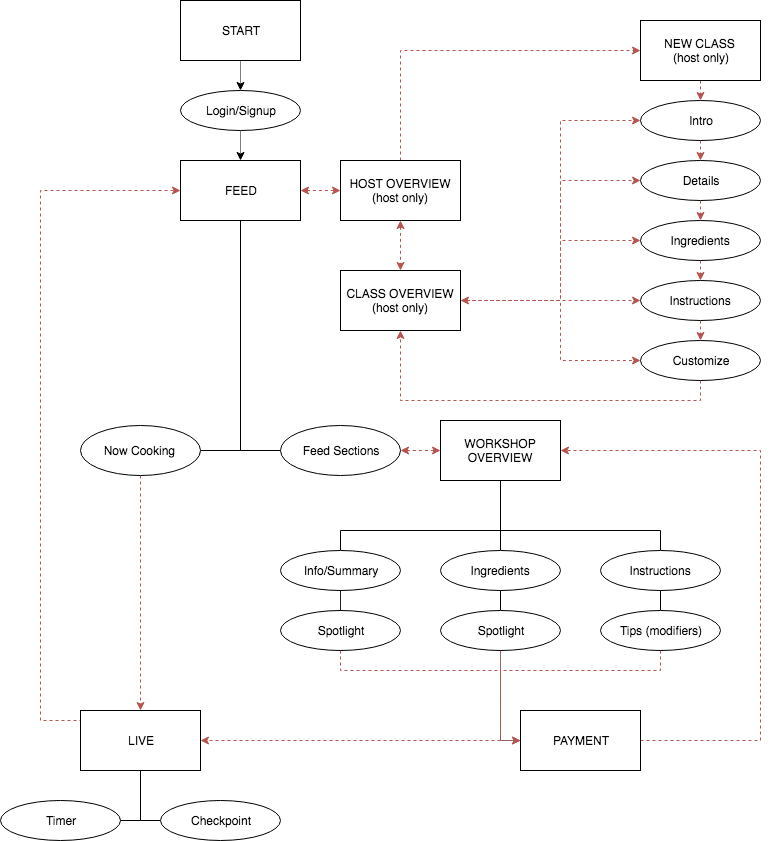 START
NEW CLASS
(host only)
Login/Signup
Intro
FEED
HOST OVERVIEW
(host only)
Details
Ingredients
CLASS OVERVIEW
(host only)
Instructions
Customize
Now Cooking
Feed Sections
WORKSHOP
OVERVIEW
Info/Summary
Ingredients
Instructions
Spotlight
Spotlight
Tips (modifiers)
LIVE
PAYMENT
Timer
Checkpoint